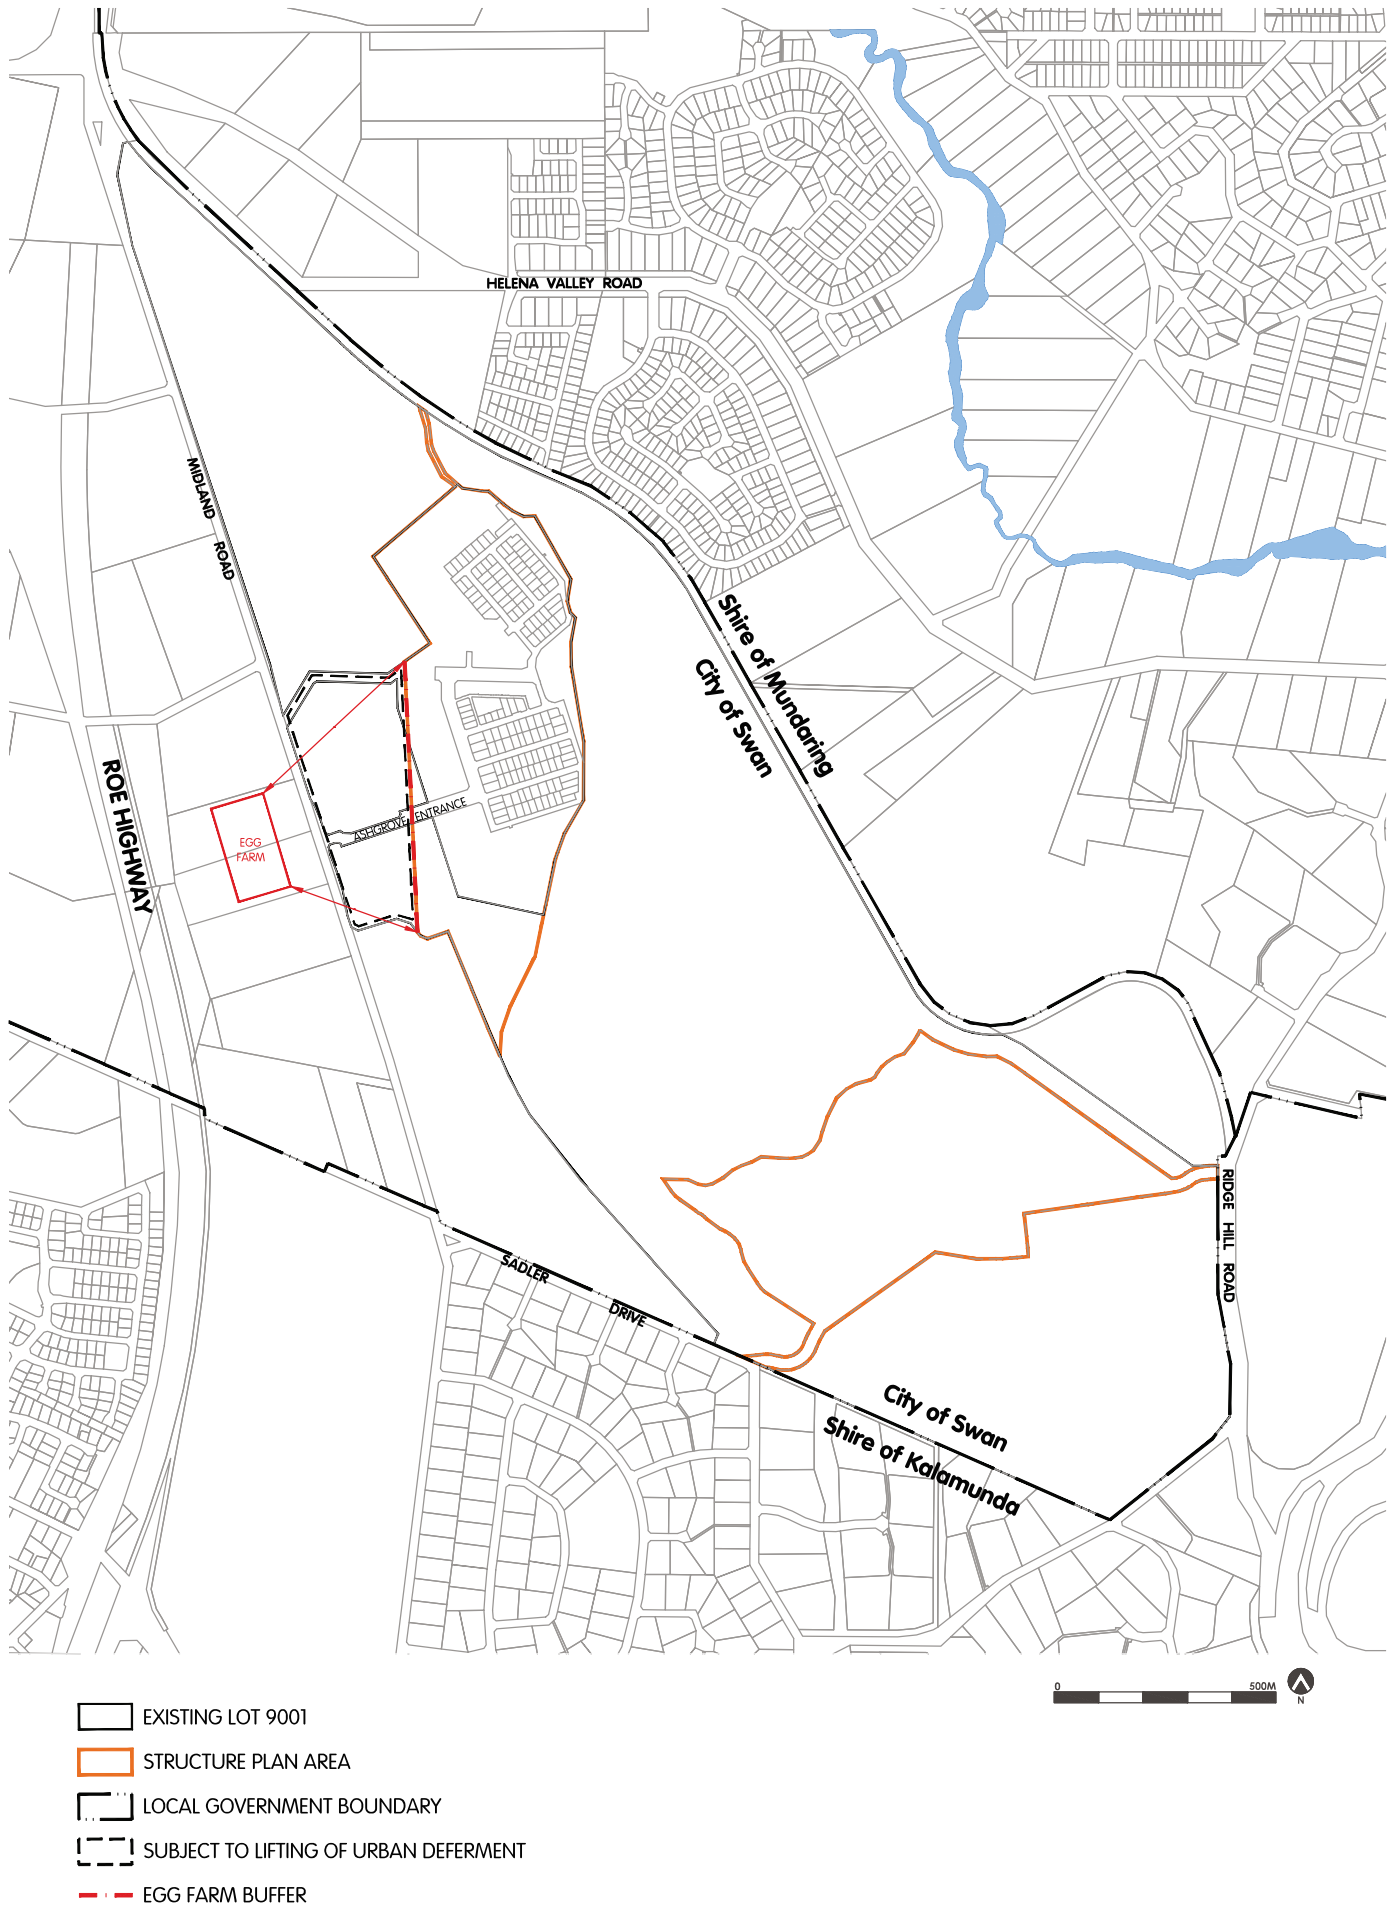 HELENA VALLEY ROAD
MIDLAND ROAD
Shire of Mundaring
City of Swan
ROE HIGHWAY
ASHGROVE ENTRANCE
EGG
FARM
RIDGE HILL ROAD
SADLER DRIVE
City of Swan
Shire of Kalamunda
0 500M
N
EXISTING LOT 9001
STRUCTURE PLAN AREA
LOCAL GOVERNMENT BOUNDARY
SUBJECT TO LIFTING OF URBAN DEFERMENT
EGG FARM BUFFER